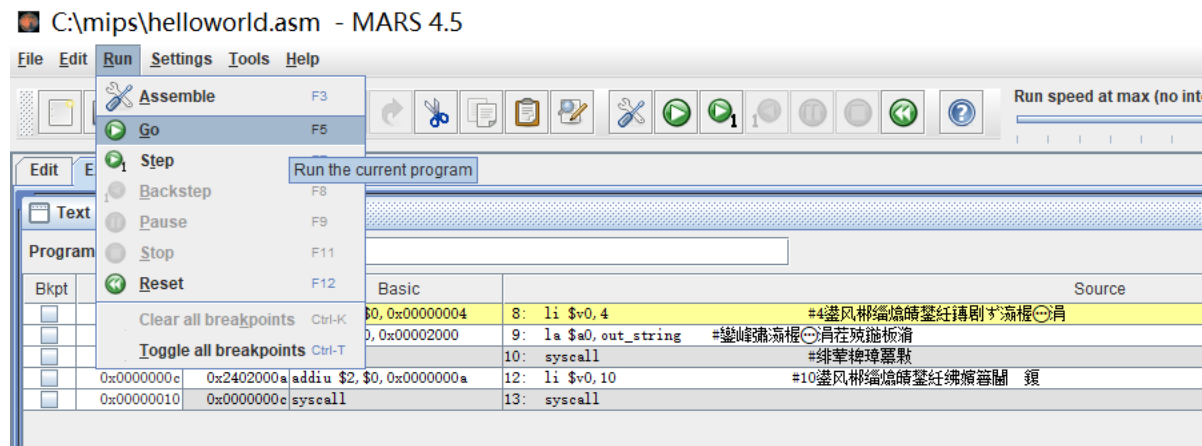 C:\mips\helloworld.asm - MARS 4.5
File Edit Run Settings Tools Help
Assemble F3
Run speed at max (no int
Go F5
Edit E
Step
Run the current program
Backstep F8
Text
Pause F9
Program
Stop F11
Reset F12
Bkpt Basic Source
Clear all breakpoints Ctrl-K
$0, 0x00000004 8: li $v0, 4 #4
Toggle all breakpoints Ctrl-T
0, 0x00002000 9: la $a0, out_string #
10: syscall #
0x0000000c 0x2402000a addiu $2, $0, 0x0000000a 12: li $v0, 10 #10
0x00000010 0x0000000c syscall 13: syscall